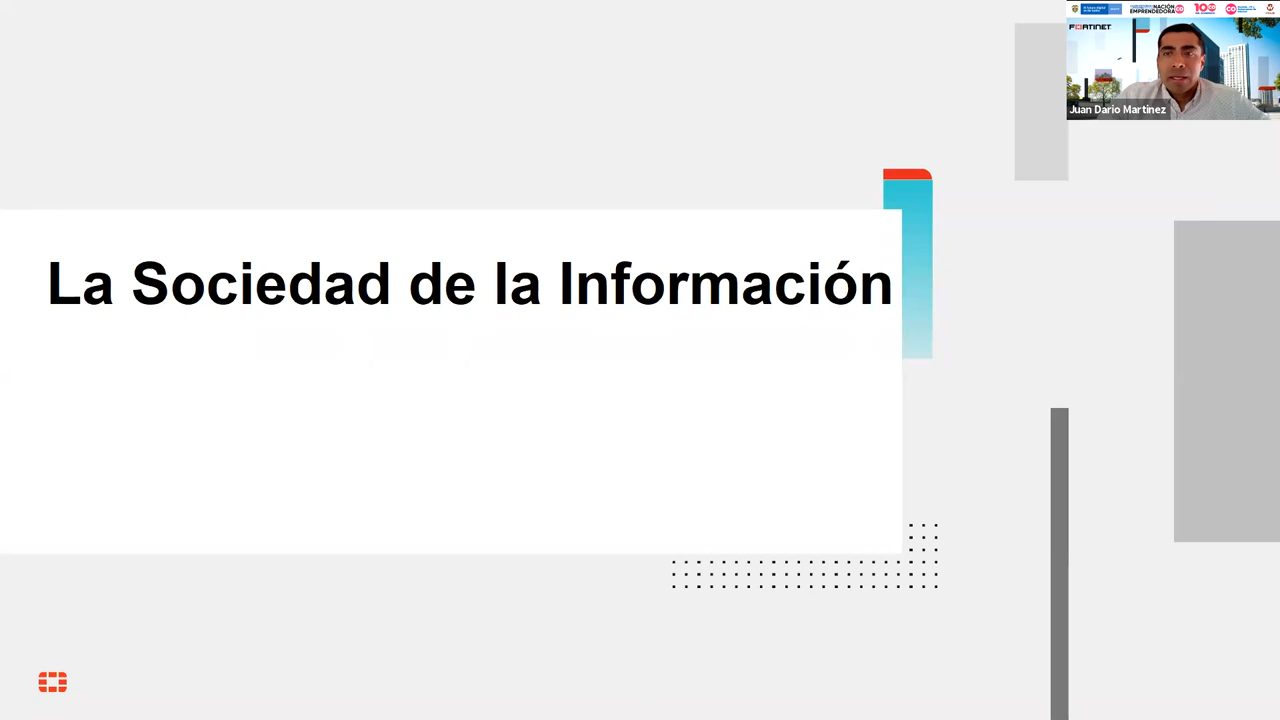 La Sociedad de la Información
NACIÓN
EMPRENDEDORA
FORTINET
Juan Dario Martinez